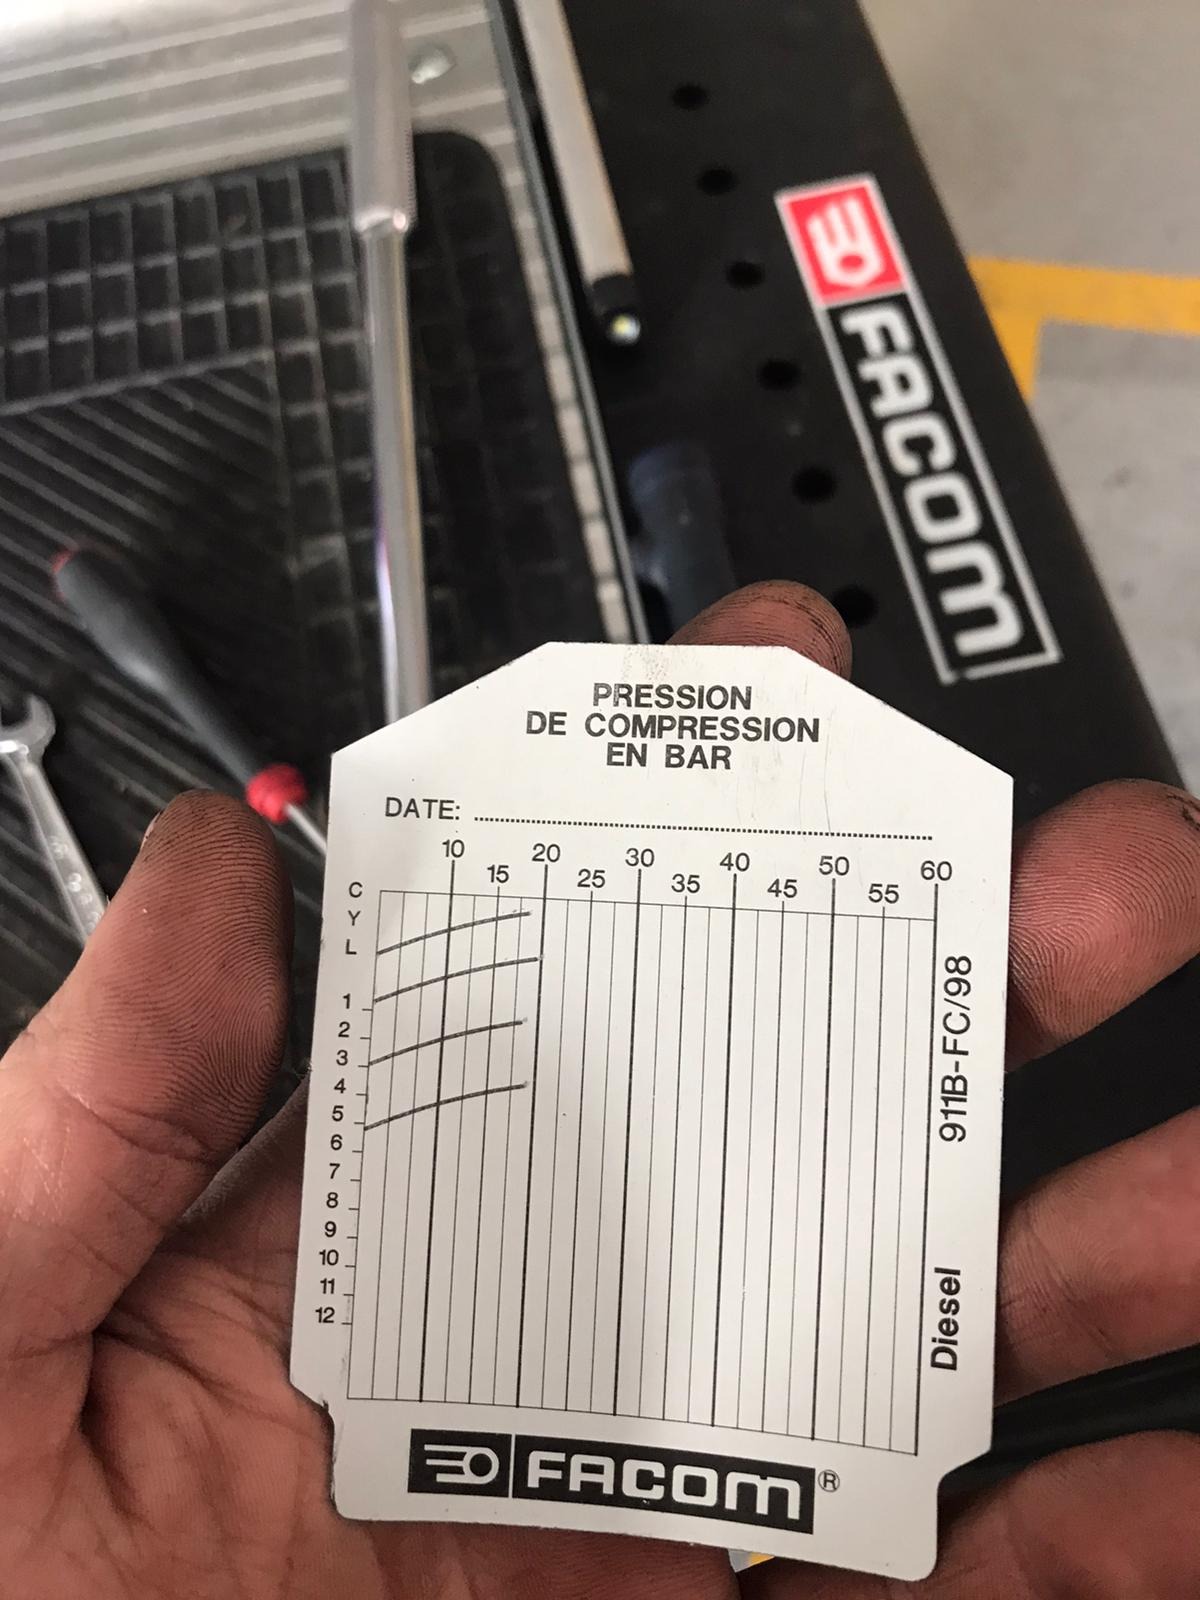 FACOM
PRESSION
DE COMPRESSION
EN BAR
DATE:
10 20 30 40 50 60
15 25 35 45 55
C
Y
L
1
2
3
4
5
6
7
8
9
10
11
12
911B-FC/98
Diesel
FACOM®